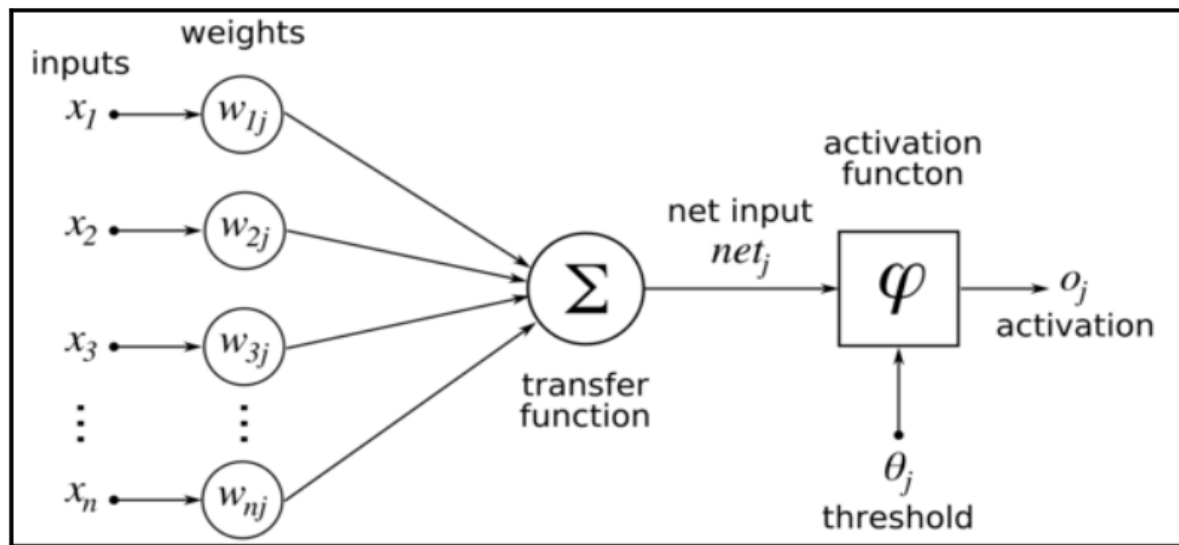 weights
inputs
x1
w1j
x2
w2j
x3
w3j
⋮
⋮
xn
wnj
Σ
transfer
function
net input
netj
activation
functon
φ
oj
activation
θj
threshold